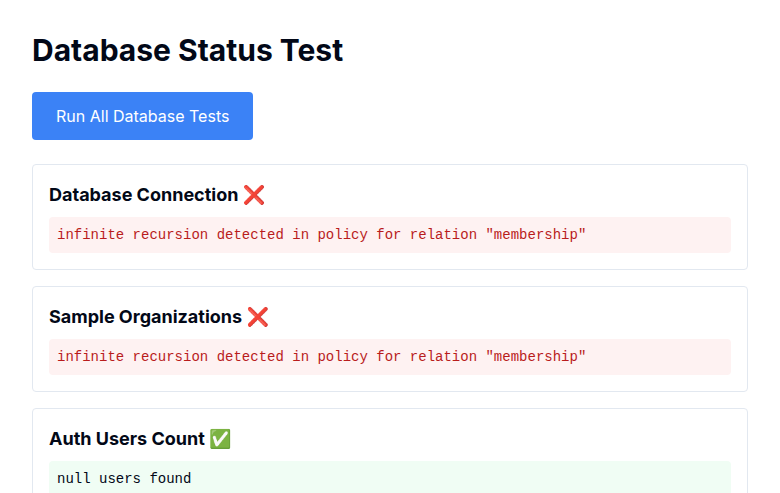 Database Status Test
Run All Database Tests
Database Connection ❌
infinite recursion detected in policy for relation "membership"
Sample Organizations ❌
infinite recursion detected in policy for relation "membership"
Auth Users Count ✅
null users found